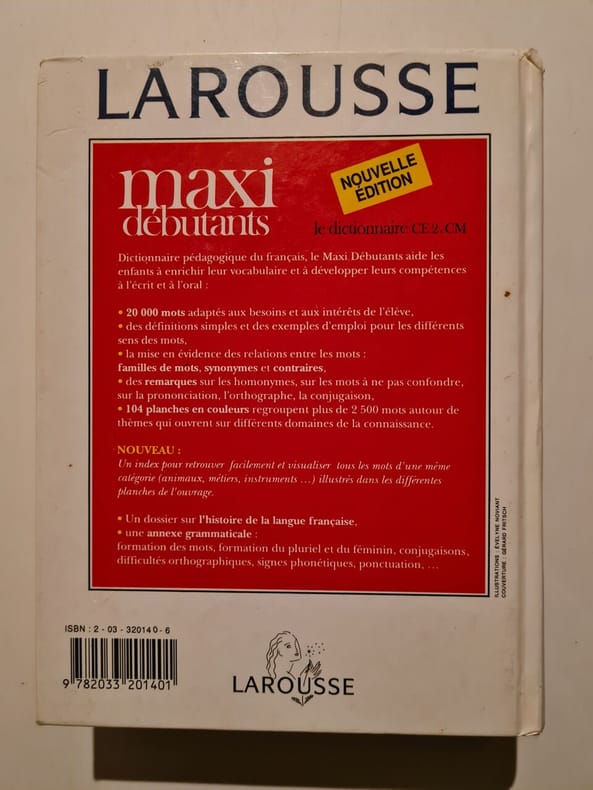 LAROUSSE
maxi
débutants
NOUVELLE
ÉDITION
le dictionnaire CE2.CM
Dictionnaire pédagogique du français, le Maxi Débutants aide les
enfants à enrichir leur vocabulaire et à développer leurs compétences
à l'écrit et à l'oral :
• 20 000 mots adaptés aux besoins et aux intérêts de l'élève,
• des définitions simples et des exemples d'emploi pour les différents
sens des mots,
• la mise en évidence des relations entre les mots :
familles de mots, synonymes et contraires,
• des remarques sur les homonymes, sur les mots à ne pas confondre,
sur la prononciation, l'orthographe, la conjugaison,
• 104 planches en couleurs regroupent plus de 2 500 mots autour de
thèmes qui ouvrent sur différents domaines de la connaissance.
NOUVEAU :
Un index pour retrouver facilement et visualiser tous les mots d'une même
catégorie (animaux, métiers, instruments ...) illustrés dans les différentes
planches de l'ouvrage.
• Un dossier sur l'histoire de la langue française,
• une annexe grammaticale :
formation des mots, formation du pluriel et du féminin, conjugaisons,
difficultés orthographiques, signes phonétiques, ponctuation, ...
ILLUSTRATIONS : ÉVELYNE NOVIANT
COUVERTURE : GÉRARD FRITSCH
ISBN : 2 - 03 - 320140 - 6
9 782033 201401
LAROUSSE